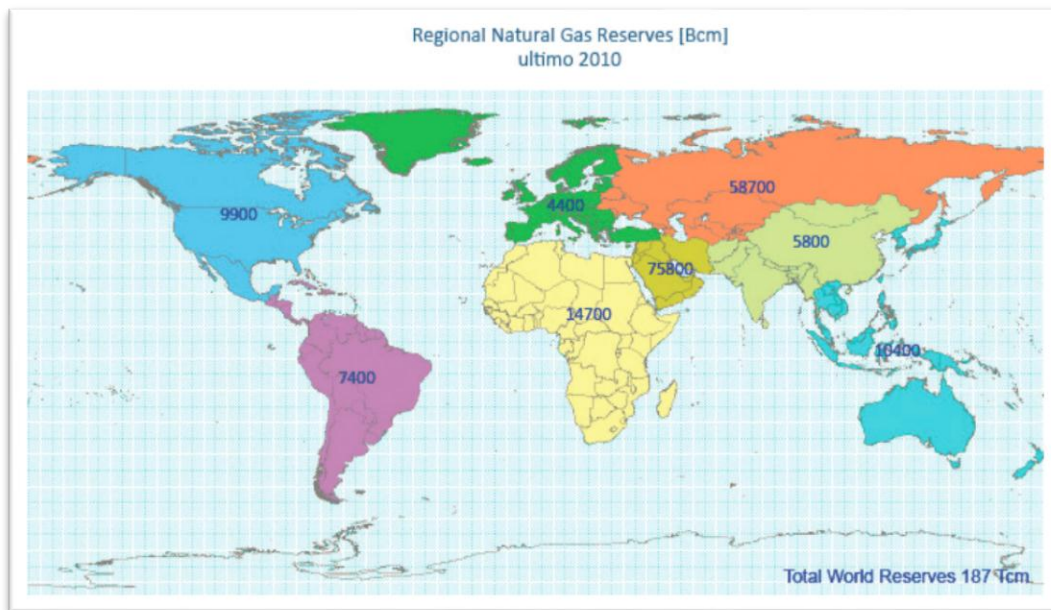 Regional Natural Gas Reserves [Bcm]
ultimo 2010
58700
4400
9900
5800
75800
14700
10400
7400
Total World Reserves 187 Tcm